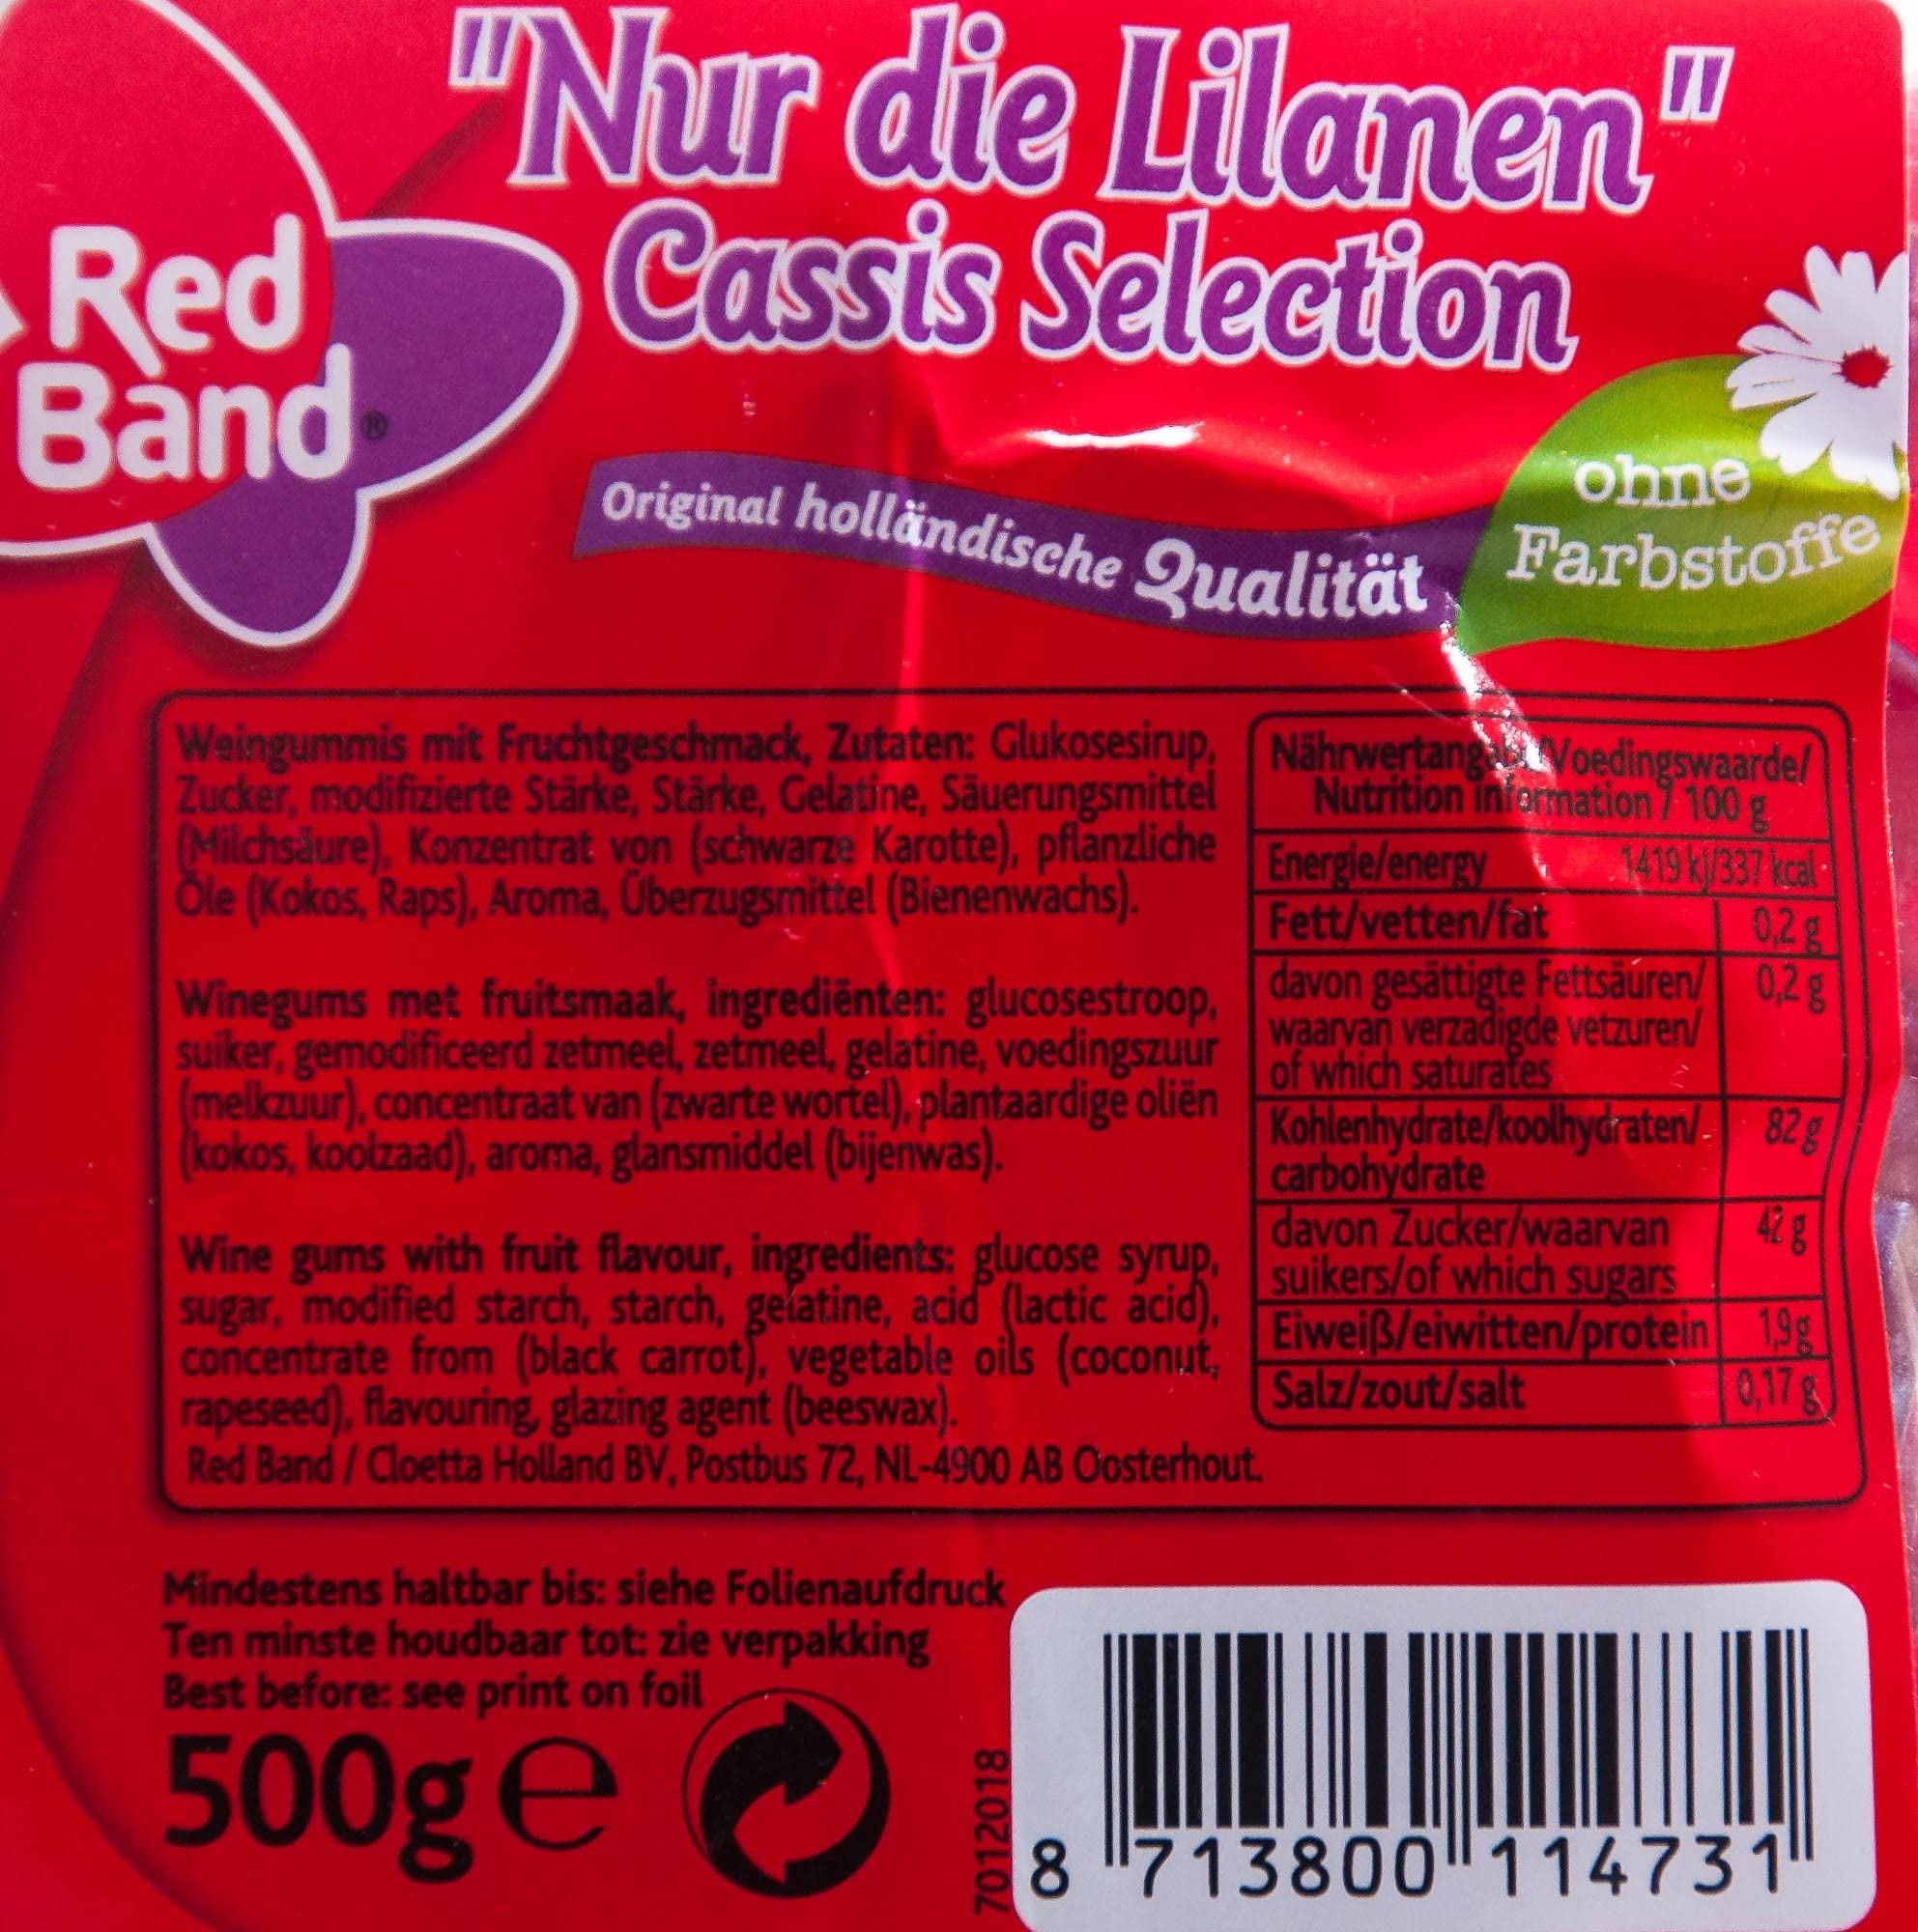 "Nur die Lilanen"
Cassis Selection
Red
Band®
Original holländische Qualität
ohne
Farbstoffe
Weingummis mit Fruchtgeschmack, Zutaten: Glukosesirup,
Zucker, modifizierte Stärke, Stärke, Gelatine, Säuerungsmittel
(Milchsäure), Konzentrat von (schwarze Karotte), pflanzliche
Öle (Kokos, Raps), Aroma, Überzugsmittel (Bienenwachs).
Winegums met fruitsmaak, ingrediënten: glucosestroop,
suiker, gemodificeerd zetmeel, zetmeel, gelatine, voedingszuur
(melkzuur), concentraat van (zwarte wortel), plantaardige oliën
(kokos, koolzaad), aroma, glansmiddel (bijenwas).
Wine gums with fruit flavour, ingredients: glucose syrup,
sugar, modified starch, starch, gelatine, acid (lactic acid),
concentrate from (black carrot), vegetable oils (coconut,
rapeseed), flavouring, glazing agent (beeswax).
Red Band / Cloetta Holland BV, Postbus 72, NL-4900 AB Oosterhout.
/Voedingswaarde/
Nutrition information / 100 g
Energie/energy 1419 kJ/337 kcal
Fett/vetten/fat 0,2 g
davon gesättigte Fettsäuren/ 0,2 g
waarvan verzadigde vetzuren/
of which saturates
Kohlenhydrate/koolhydraten/ 82 g
carbohydrate
davon Zucker/waarvan 42 g
suikers/of which sugars
Eiweiß/eiwitten/protein 1,9 g
Salz/zout/salt 0,17 g
Mindestens haltbar bis: siehe Folienaufdruck
Ten minste houdbaar tot: zie verpakking
Best before: see print on foil
500g e
7012018
8 713800 114731